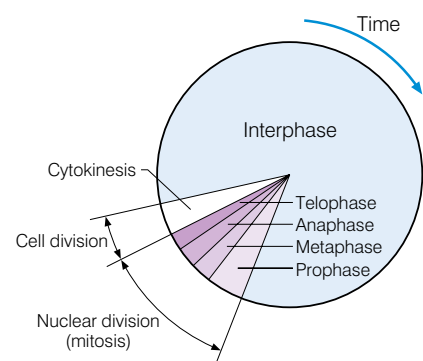 Time
Interphase
Cytokinesis
Telophase
Anaphase
Metaphase
Prophase
Cell division
Nuclear division
(mitosis)